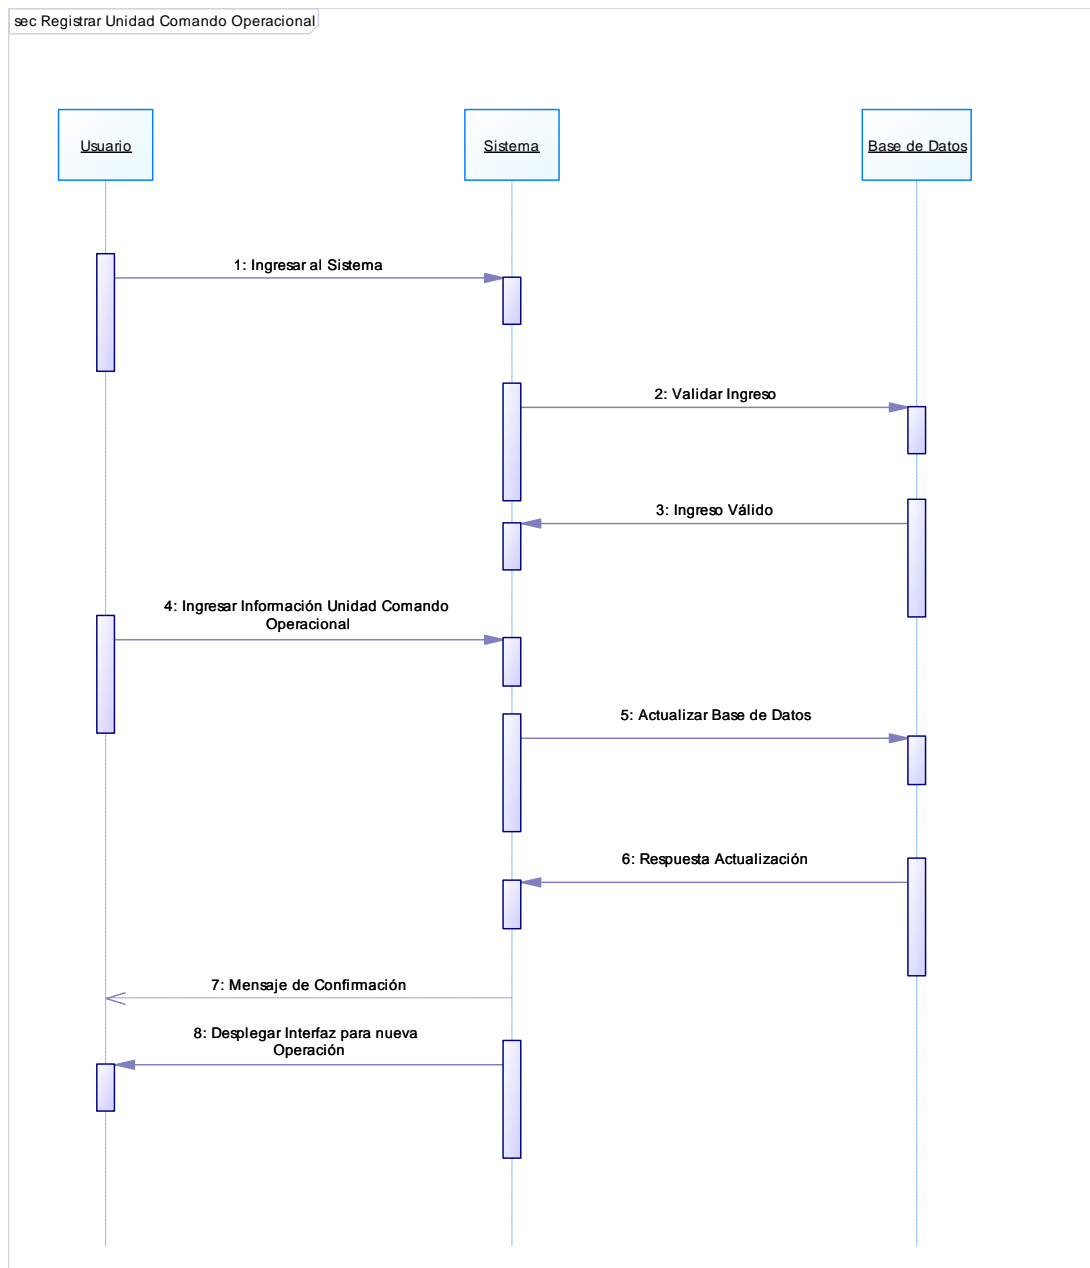 sec Registrar Unidad Comando Operacional
Usuario
Sistema
Base de Datos
1: Ingresar al Sistema
2: Validar Ingreso
3: Ingreso Válido
4: Ingresar Información Unidad Comando
Operacional
5: Actualizar Base de Datos
6: Respuesta Actualización
7: Mensaje de Confirmación
8: Desplegar Interfaz para nueva
Operación